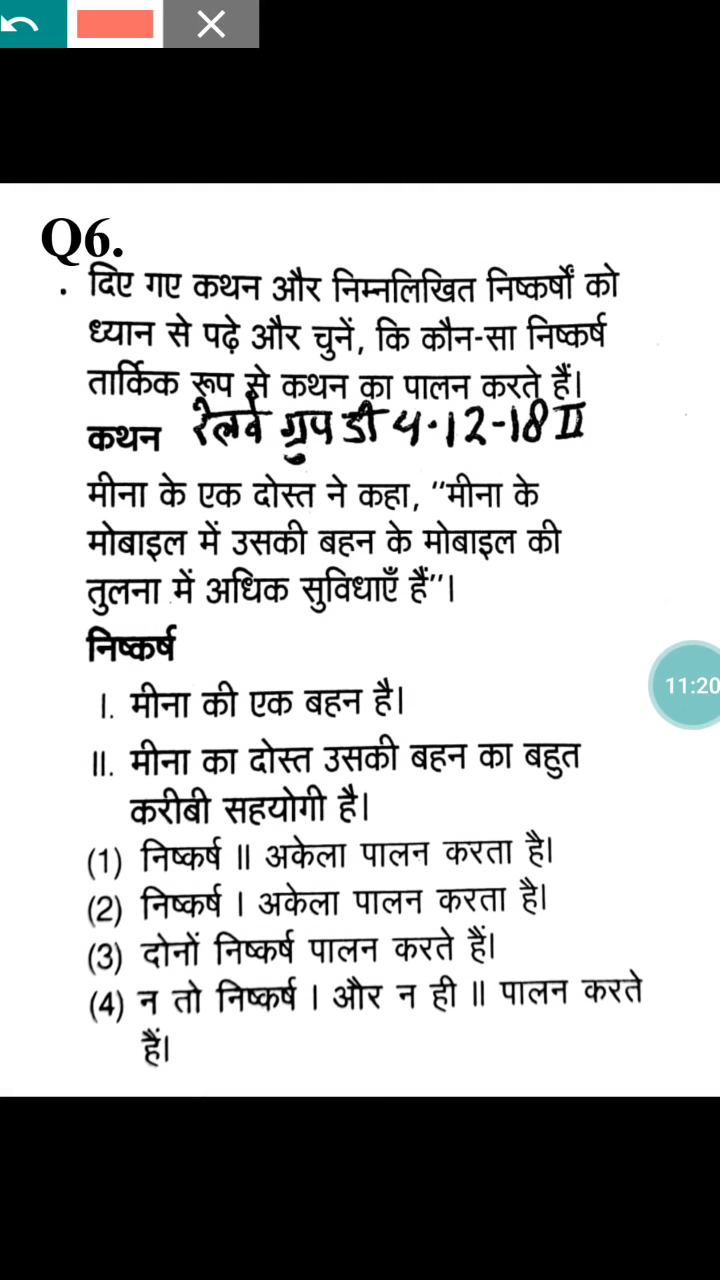 Q6.
. दिए गए कथन और निम्नलिखित निष्कर्षों को
ध्यान से पढ़े और चुनें, कि कौन-सा निष्कर्ष
तार्किक रूप से कथन का पालन करते हैं।
कथन रेलवे ग्रुप डी 4.12-18 II
मीना के एक दोस्त ने कहा, "मीना के
मोबाइल में उसकी बहन के मोबाइल की
तुलना में अधिक सुविधाएँ हैं"।
निष्कर्ष
I. मीना की एक बहन है।
II. मीना का दोस्त उसकी बहन का बहुत
करीबी सहयोगी है।
(1) निष्कर्ष II अकेला पालन करता है।
(2) निष्कर्ष I अकेला पालन करता है।
(3) दोनों निष्कर्ष पालन करते हैं।
(4) न तो निष्कर्ष I और न ही II पालन करते
हैं।
11:20